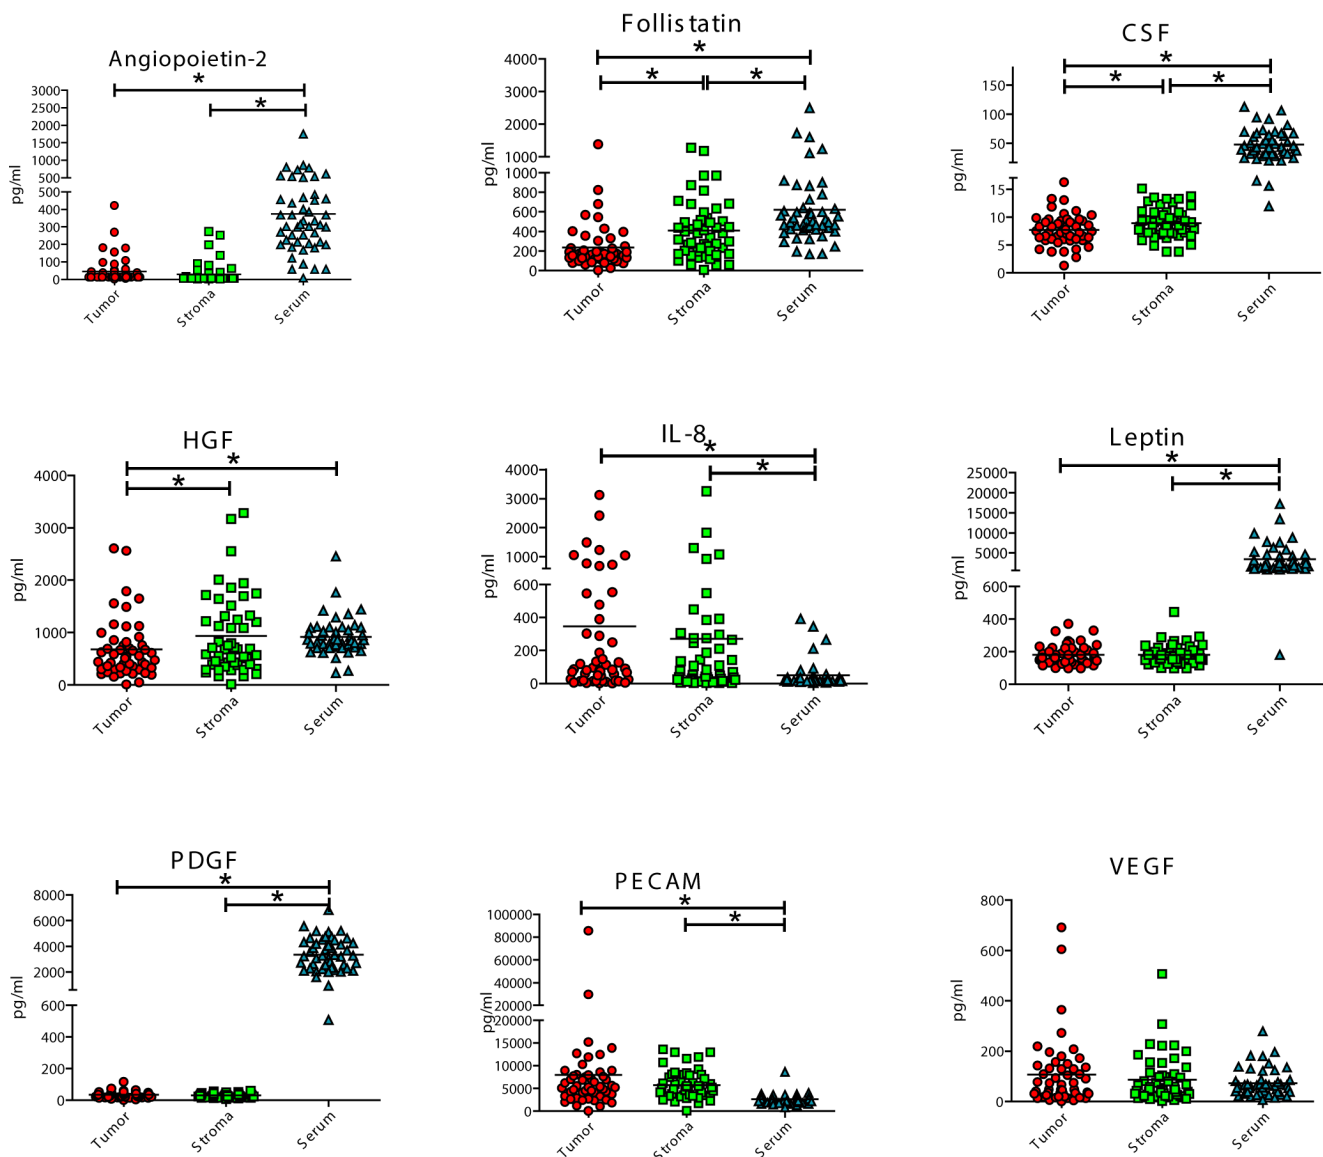 Angiopoietin-2
*
*
3000
2500
2000
1500
1000
500
500
400
300
200
100
0
pg/ml
Tumor
Stroma
Serum
Follistatin
*
*
*
4000
3000
2000
1000
1000
800
600
400
200
0
pg/ml
Tumor
Stroma
Serum
CSF
*
*
*
150
100
50
15
10
5
0
pg/ml
Tumor
Stroma
Serum
HGF
*
*
4000
3000
2000
1000
0
pg/ml
Tumor
Stroma
Serum
IL-8
*
*
4000
3000
2000
1000
600
400
200
0
pg/ml
Tumor
Stroma
Serum
Leptin
*
*
25000
20000
15000
10000
5000
600
400
200
0
pg/ml
Tumor
Stroma
Serum
PDGF
*
*
8000
6000
4000
2000
600
400
200
0
pg/ml
Tumor
Stroma
Serum
PECAM
*
*
100000
80000
60000
40000
20000
20000
15000
10000
5000
0
pg/ml
Tumor
Stroma
Serum
VEGF
800
600
400
200
0
pg/ml
Tumor
Stroma
Serum